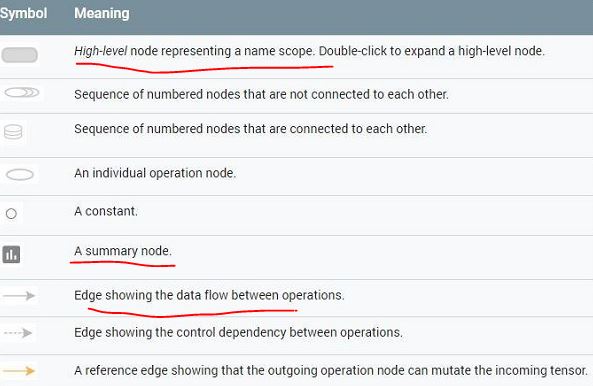 Symbol Meaning
High-level node representing a name scope. Double-click to expand a high-level node.
Sequence of numbered nodes that are not connected to each other.
Sequence of numbered nodes that are connected to each other.
An individual operation node.
A constant.
A summary node.
Edge showing the data flow between operations.
Edge showing the control dependency between operations.
A reference edge showing that the outgoing operation node can mutate the incoming tensor.